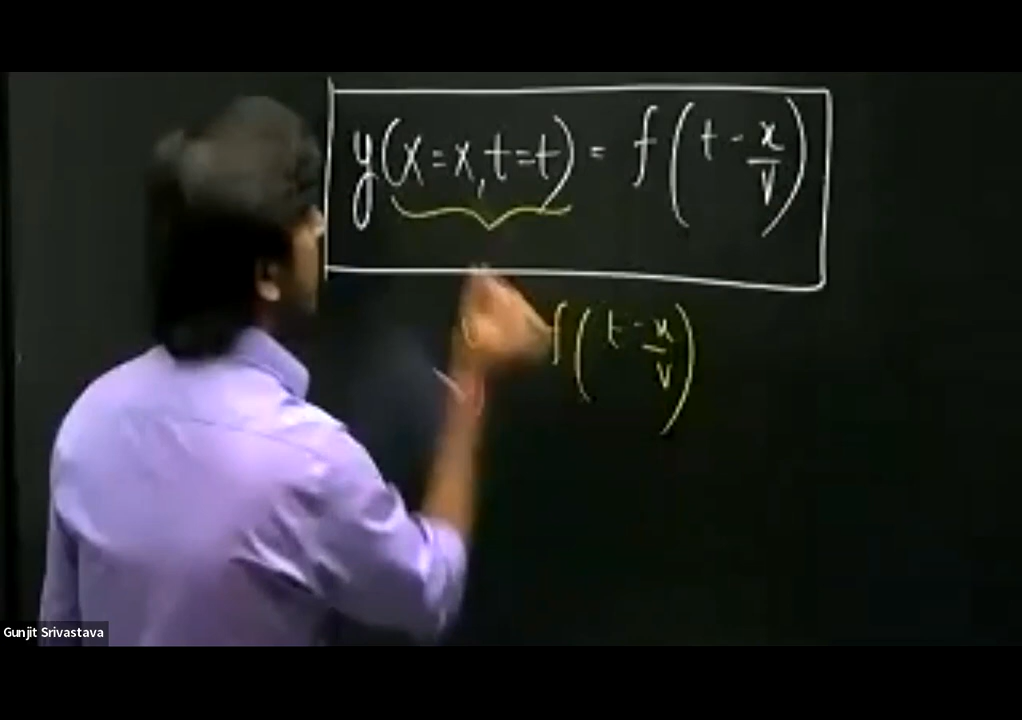 y(x=x,t=t) = f(t - x/v)
f(t - x/v)
Gunjit Srivastava